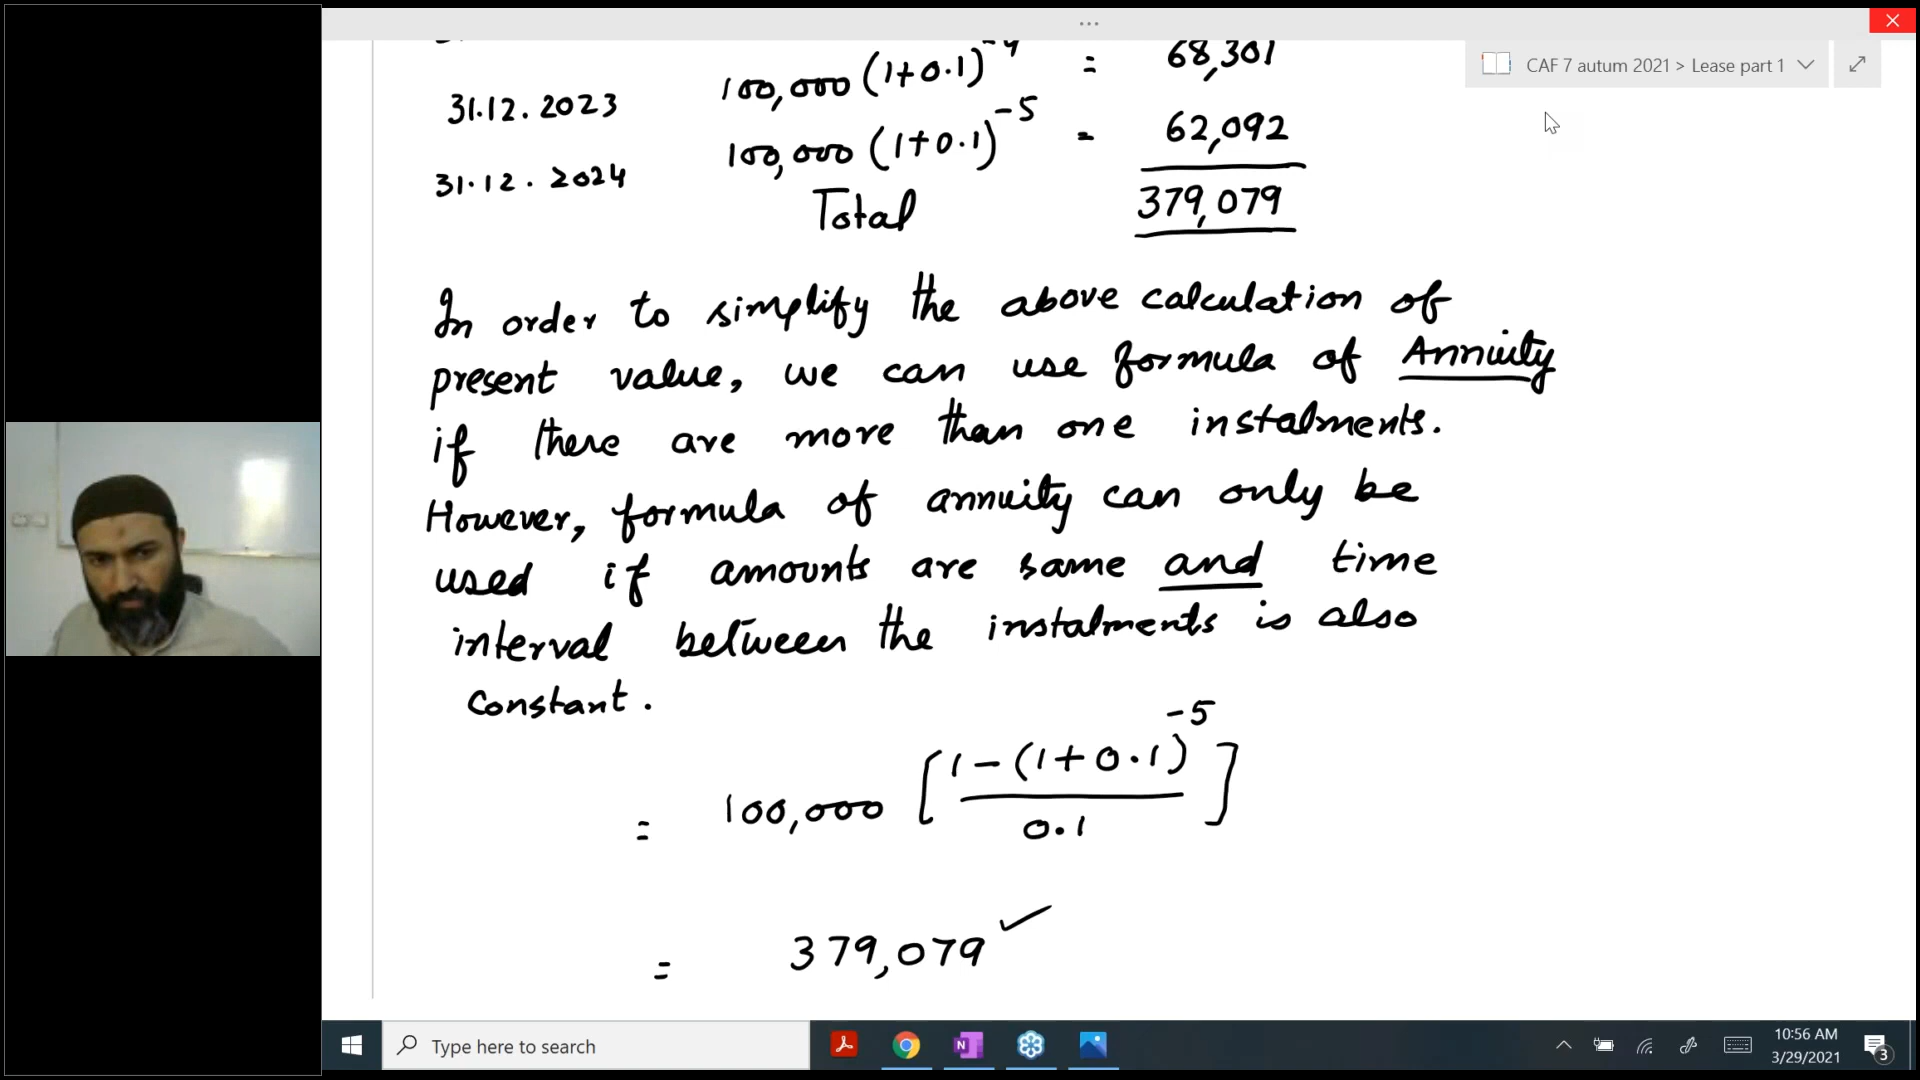 CAF 7 autum 2021 > Lease part 1
100,000 (1+0.1)^-4 = 68,301
31.12.2023
100,000 (1+0.1)^-5 = 62,092
31.12.2024
Total 379,079
In order to simplify the above calculation of
present value, we can use formula of Annuity
if there are more than one instalments.
However, formula of annuity can only be
used if amounts are same and time
interval between the instalments is also
constant.
= 100,000 [1-(1+0.1)^-5 / 0.1]
= 379,079 ✓
Type here to search
10:56 AM
3/29/2021
3